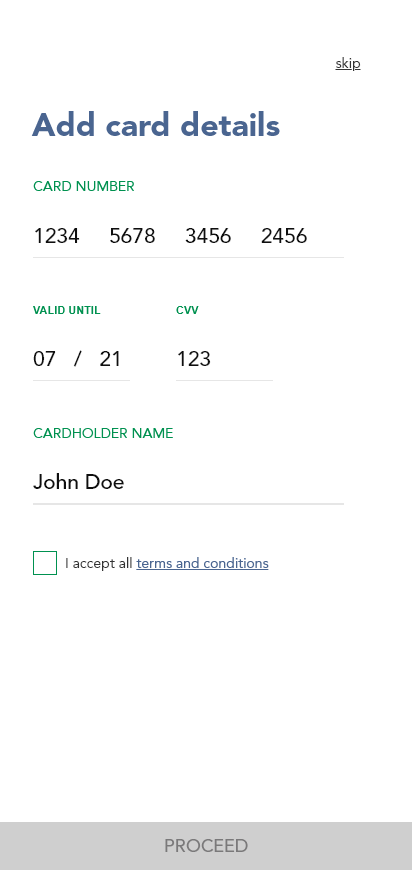 skip
Add card details
CARD NUMBER
1234 5678 3456 2456
VALID UNTIL CVV
07 / 21 123
CARDHOLDER NAME
John Doe
I accept all terms and conditions
PROCEED